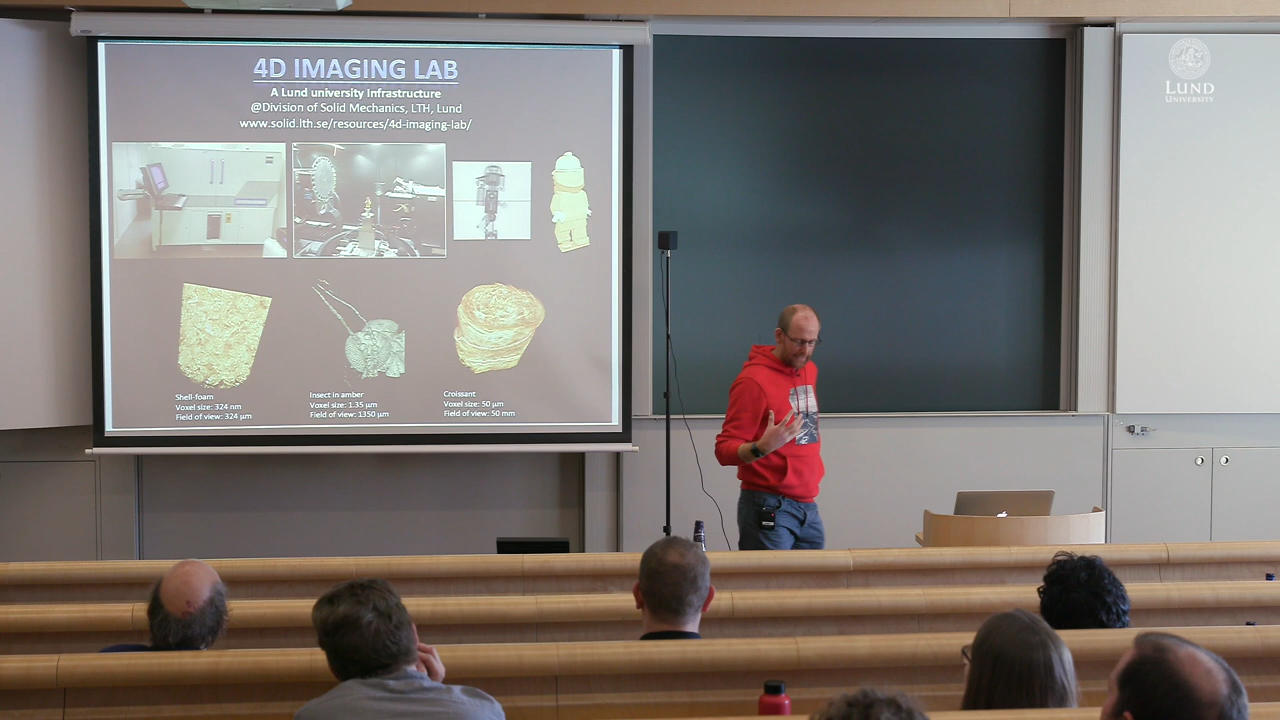 4D IMAGING LAB
A Lund university infrastructure
@Division of Solid Mechanics, LTH, Lund
www.solid.lth.se/resources/4d-imaging-lab/
Shell-foam
Voxel size: 324 nm
Field of view: 324 µm
Insect in amber
Voxel size: 1.35 µm
Field of view: 1350 µm
Croissant
Voxel size: 50 µm
Field of view: 50 mm
LUND
UNIVERSITY